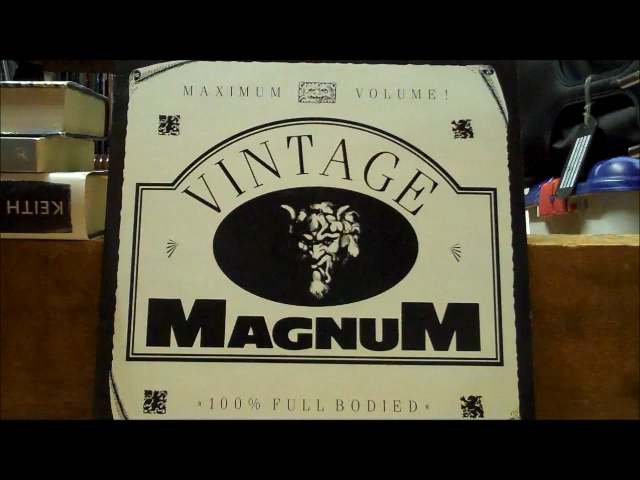 MAXIMUM VOLUME!
VINTAGE
MAGNUM
100% FULL BODIED
KEITH